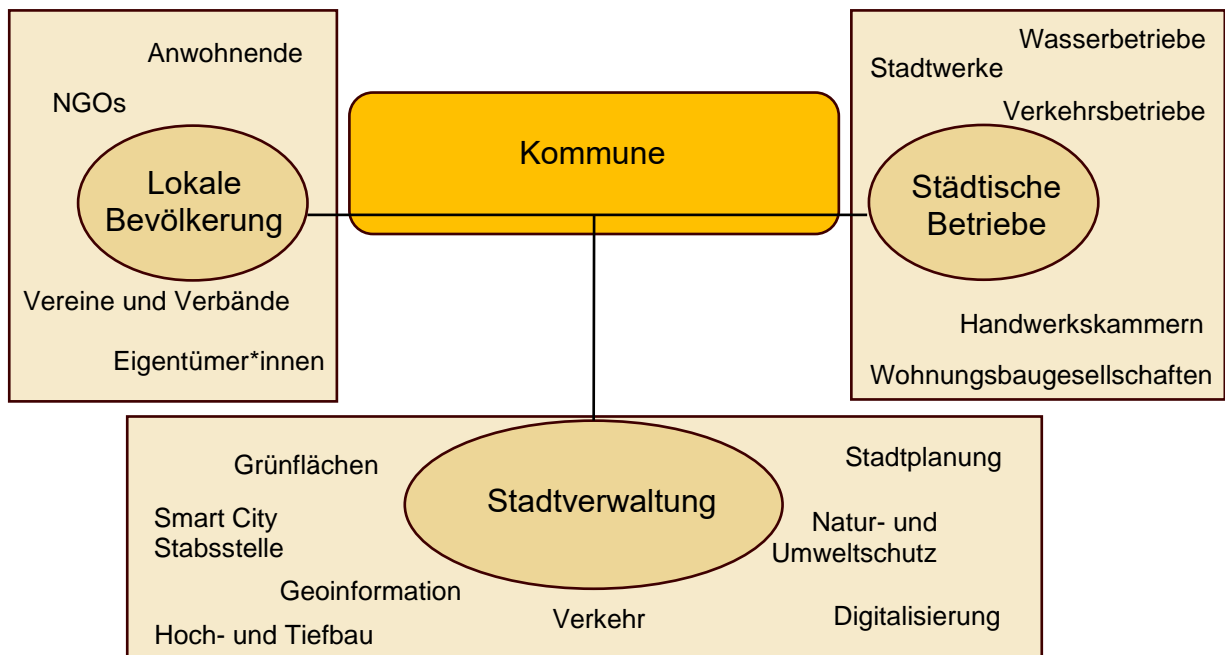 Anwohnende
NGOs
Lokale
Bevölkerung
Vereine und Verbände
Eigentümer*innen
Kommune
Wasserbetriebe
Stadtwerke
Verkehrsbetriebe
Städtische
Betriebe
Handwerkskammern
Wohnungsbaugesellschaften
Stadtverwaltung
Grünflächen
Smart City
Stabsstelle
Geoinformation
Hoch- und Tiefbau
Verkehr
Stadtplanung
Natur- und
Umweltschutz
Digitalisierung